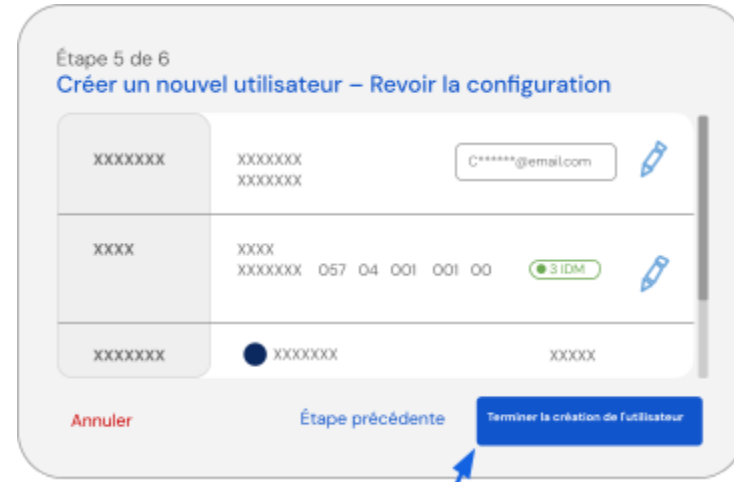 Étape 5 de 6
Créer un nouvel utilisateur – Revoir la configuration
XXXXXXX XXXXXXX C******@email.com
XXXXXXX
XXXX XXXX
XXXXXXX 057 04 001 001 00 3 IDM
XXXXXXX XXXXXXX XXXXX
Annuler Étape précédente Terminer la création de l'utilisateur